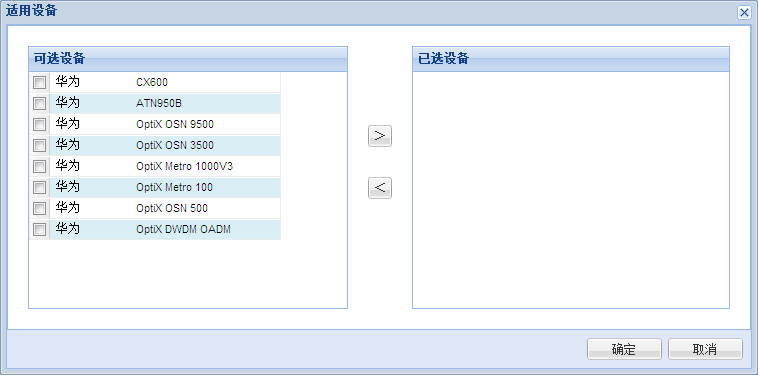 适用设备
可选设备
华为 CX600
华为 ATN950B
华为 OptiX OSN 9500
华为 OptiX OSN 3500
华为 OptiX Metro 1000V3
华为 OptiX Metro 100
华为 OptiX OSN 500
华为 OptiX DWDM OADM
>
<
已选设备
确定 取消